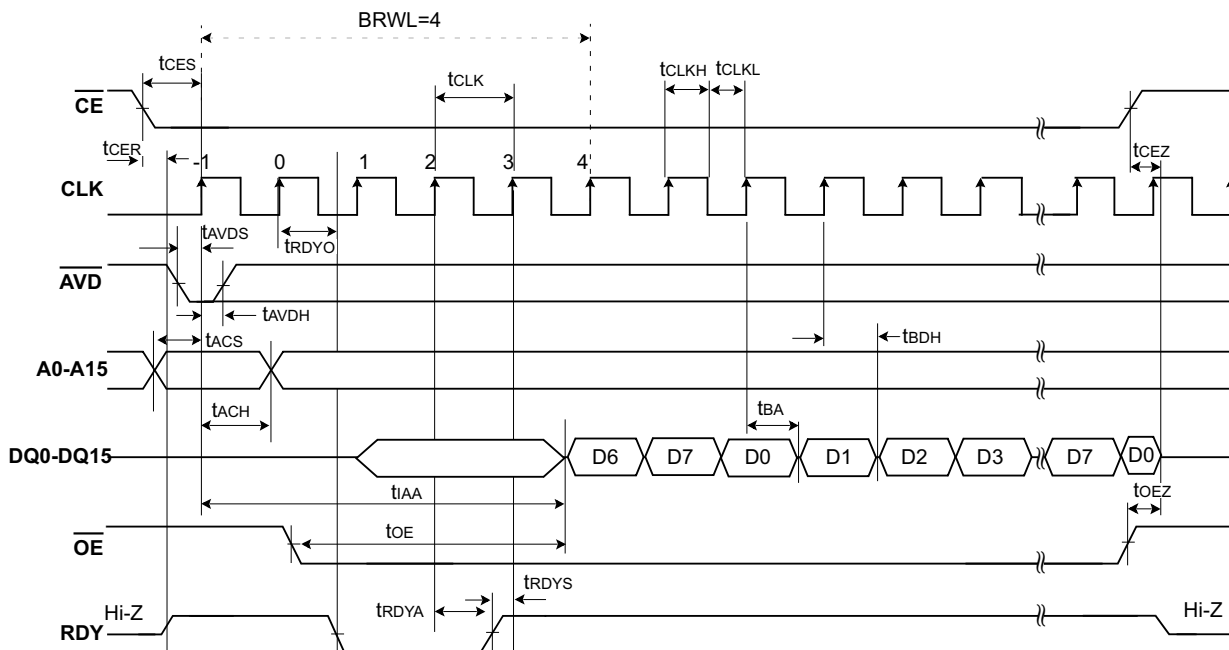 BRWL=4
tCES
tCLK
tCLKH tCLKL
CE
tCER
-1 0 1 2 3 4
tCEZ
CLK
tAVDS
tRDYO
AVD
tAVDH
tACS
tBDH
A0-A15
tACH
tBA
DQ0-DQ15
D6 D7 D0 D1 D2 D3 D7 D0
tIAA
tOEZ
tOE
OE
tRDYS
tRDYA
Hi-Z
Hi-Z
RDY